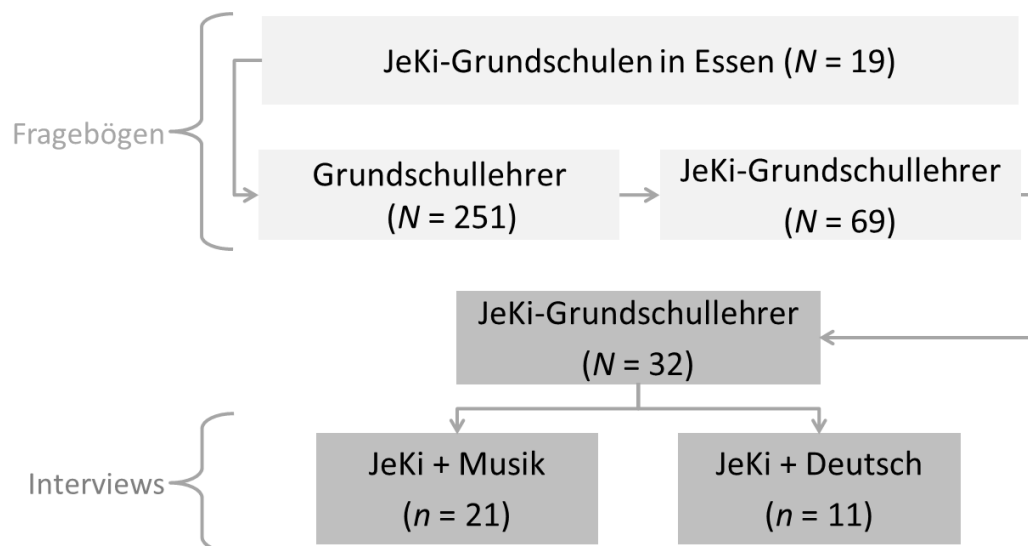 JeKi-Grundschulen in Essen (N = 19)
Fragebögen
Grundschullehrer
(N = 251)
JeKi-Grundschullehrer
(N = 69)
JeKi-Grundschullehrer
(N = 32)
Interviews
JeKi + Musik
(n = 21)
JeKi + Deutsch
(n = 11)